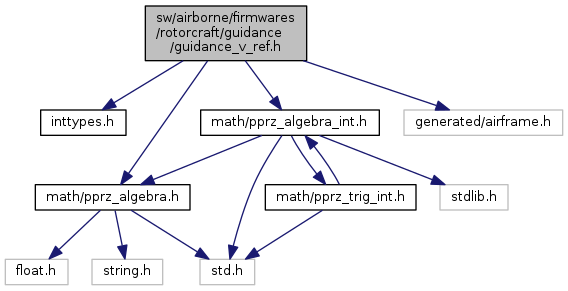 sw/airborne/firmwares
/rotorcraft/guidance
/guidance_v_ref.h
inttypes.h
math/pprz_algebra_int.h
generated/airframe.h
math/pprz_algebra.h
math/pprz_trig_int.h
stdlib.h
float.h
string.h
std.h